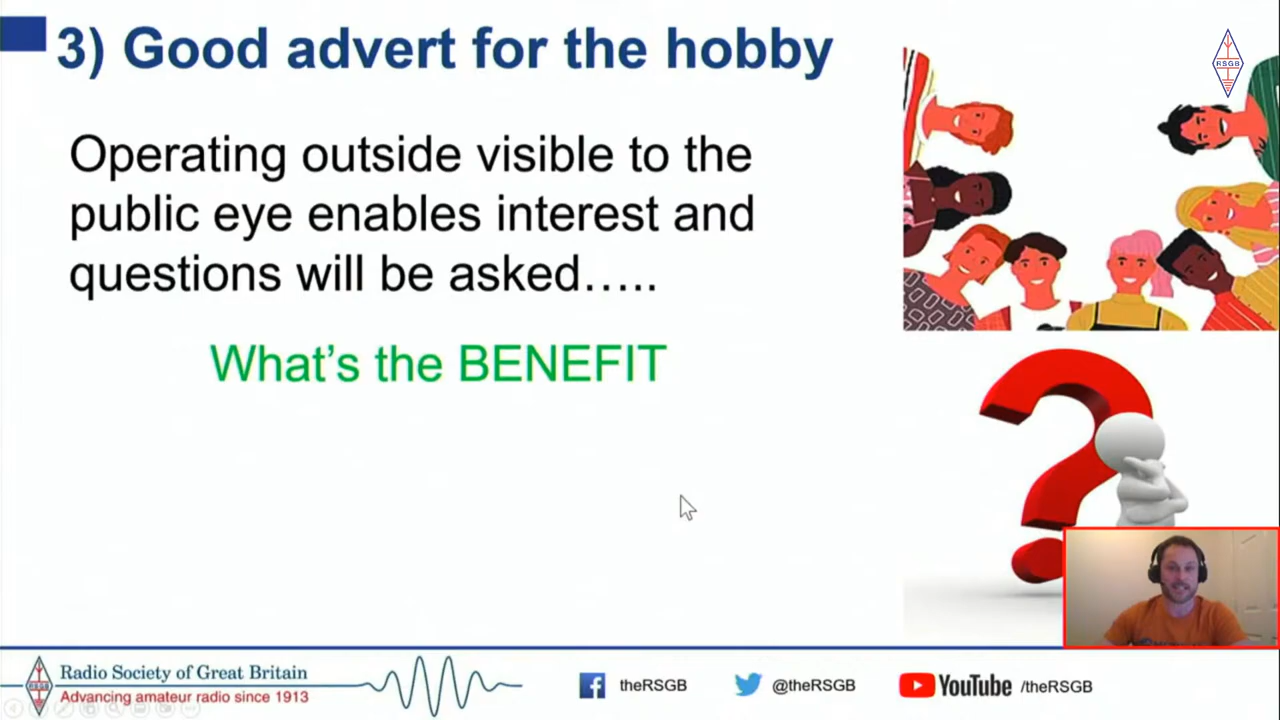 3) Good advert for the hobby
RSGB
Operating outside visible to the
public eye enables interest and
questions will be asked…..
What's the BENEFIT
Radio Society of Great Britain
Advancing amateur radio since 1913
RSGB
theRSGB
@theRSGB
YouTube /theRSGB